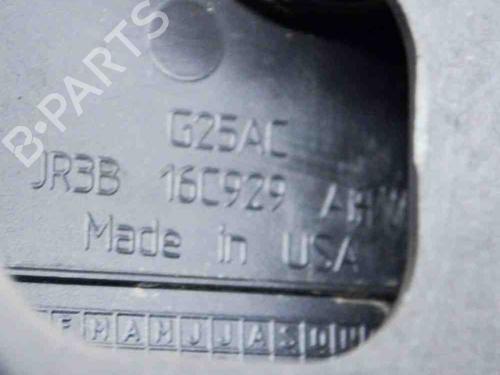 B-PARTS
G25AC
JR3B 16C929
Made in USA
F M A M J J A S O